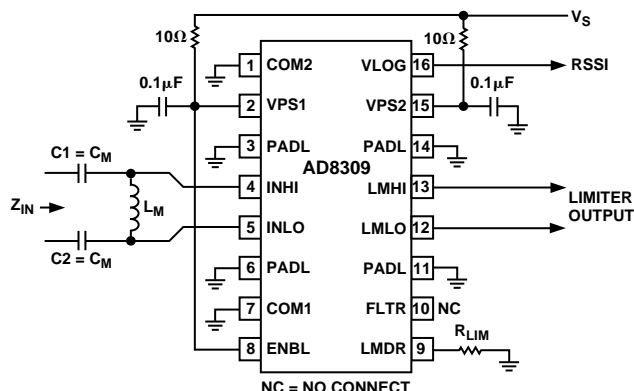 V_S
10Ω
10Ω
1 COM2 VLOG 16 RSSI
0.1μF 0.1μF
2 VPS1 VPS2 15
3 PADL PADL 14
AD8309
C1 = C_M
4 INHI LMHI 13
Z_IN L_M LIMITER
OUTPUT
5 INLO LMLO 12
C2 = C_M
6 PADL PADL 11
7 COM1 FLTR 10 NC
R_LIM
8 ENBL LMDR 9
NC = NO CONNECT